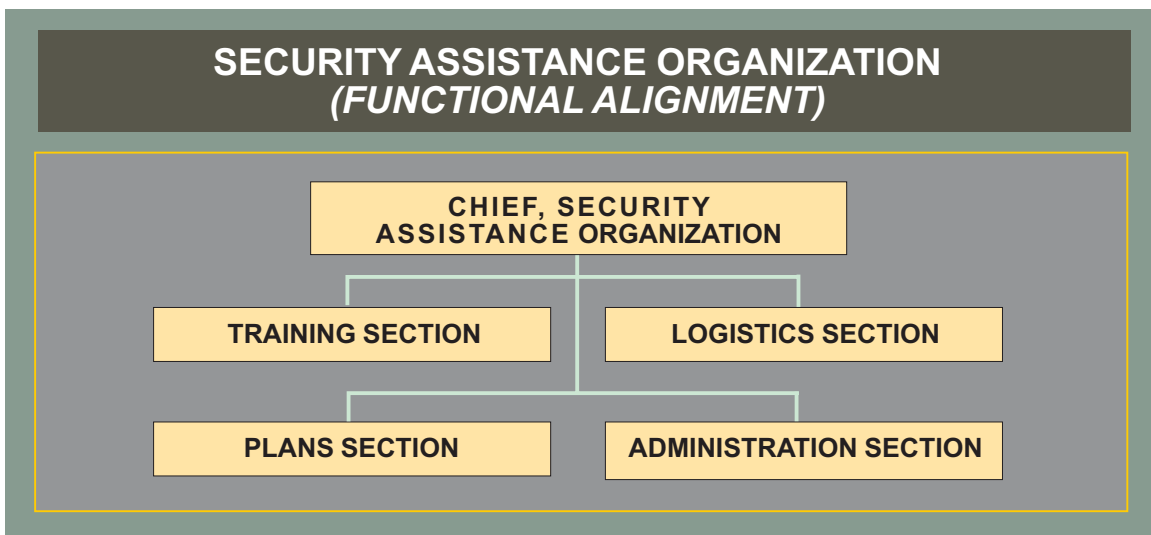 SECURITY ASSISTANCE ORGANIZATION
(FUNCTIONAL ALIGNMENT)
CHIEF, SECURITY
ASSISTANCE ORGANIZATION
TRAINING SECTION
LOGISTICS SECTION
PLANS SECTION
ADMINISTRATION SECTION